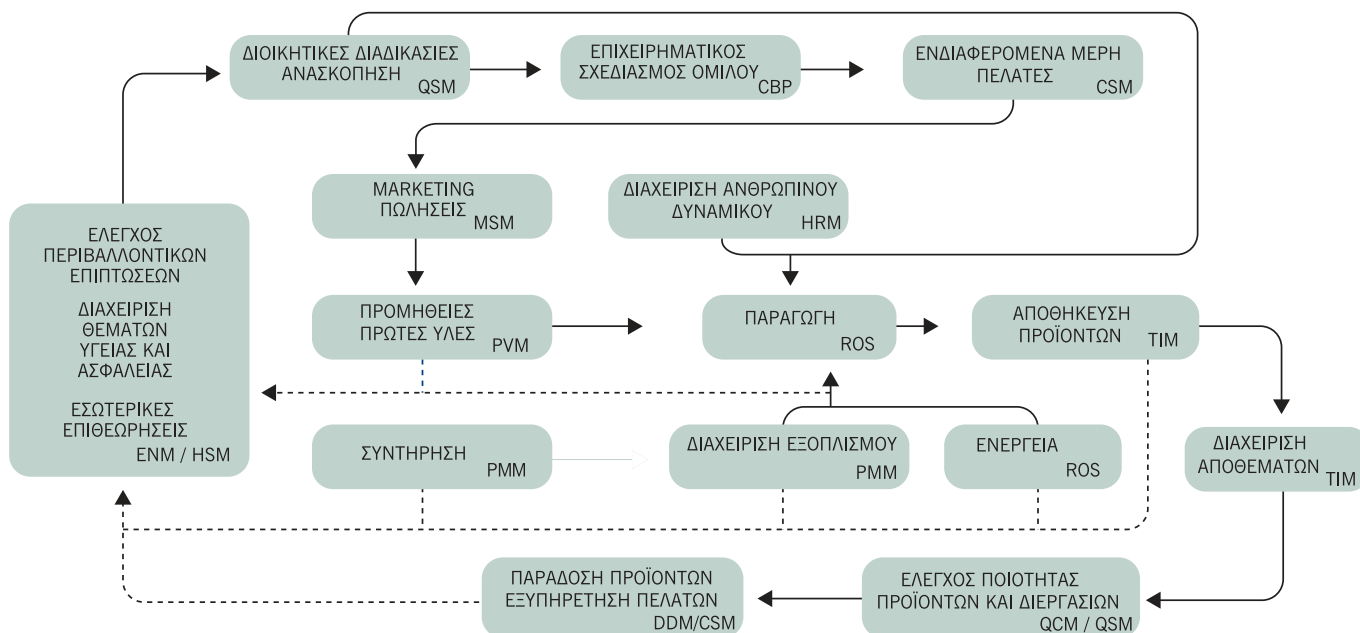 ΔΙΟΙΚΗΤΙΚΕΣ ΔΙΑΔΙΚΑΣΙΕΣ
ΑΝΑΣΚΟΠΗΣΗ
QSM
ΕΠΙΧΕΙΡΗΜΑΤΙΚΟΣ
ΣΧΕΔΙΑΣΜΟΣ ΟΜΙΛΟΥ
CBP
ΕΝΔΙΑΦΕΡΟΜΕΝΑ ΜΕΡΗ
ΠΕΛΑΤΕΣ
CSM
MARKETING
ΠΩΛΗΣΕΙΣ
MSM
ΔΙΑΧΕΙΡΙΣΗ ΑΝΘΡΩΠΙΝΟΥ
ΔΥΝΑΜΙΚΟΥ
HRM
ΕΛΕΓΧΟΣ
ΠΕΡΙΒΑΛΛΟΝΤΙΚΩΝ
ΕΠΙΠΤΩΣΕΩΝ
ΔΙΑΧΕΙΡΙΣΗ
ΘΕΜΑΤΩΝ
ΥΓΕΙΑΣ ΚΑΙ
ΑΣΦΑΛΕΙΑΣ
ΕΣΩΤΕΡΙΚΕΣ
ΕΠΙΘΕΩΡΗΣΕΙΣ
ENM / HSM
ΠΡΟΜΗΘΕΙΕΣ
ΠΡΩΤΕΣ ΥΛΕΣ
PVM
ΠΑΡΑΓΩΓΗ
ROS
ΑΠΟΘΗΚΕΥΣΗ
ΠΡΟΪΟΝΤΩΝ
TIM
ΣΥΝΤΗΡΗΣΗ
PMM
ΔΙΑΧΕΙΡΙΣΗ ΕΞΟΠΛΙΣΜΟΥ
PMM
ΕΝΕΡΓΕΙΑ
ROS
ΔΙΑΧΕΙΡΙΣΗ
ΑΠΟΘΕΜΑΤΩΝ
TIM
ΠΑΡΑΔΟΣΗ ΠΡΟΪΟΝΤΩΝ
ΕΞΥΠΗΡΕΤΗΣΗ ΠΕΛΑΤΩΝ
DDM/CSM
ΕΛΕΓΧΟΣ ΠΟΙΟΤΗΤΑΣ
ΠΡΟΪΟΝΤΩΝ ΚΑΙ ΔΙΕΡΓΑΣΙΩΝ
QCM / QSM